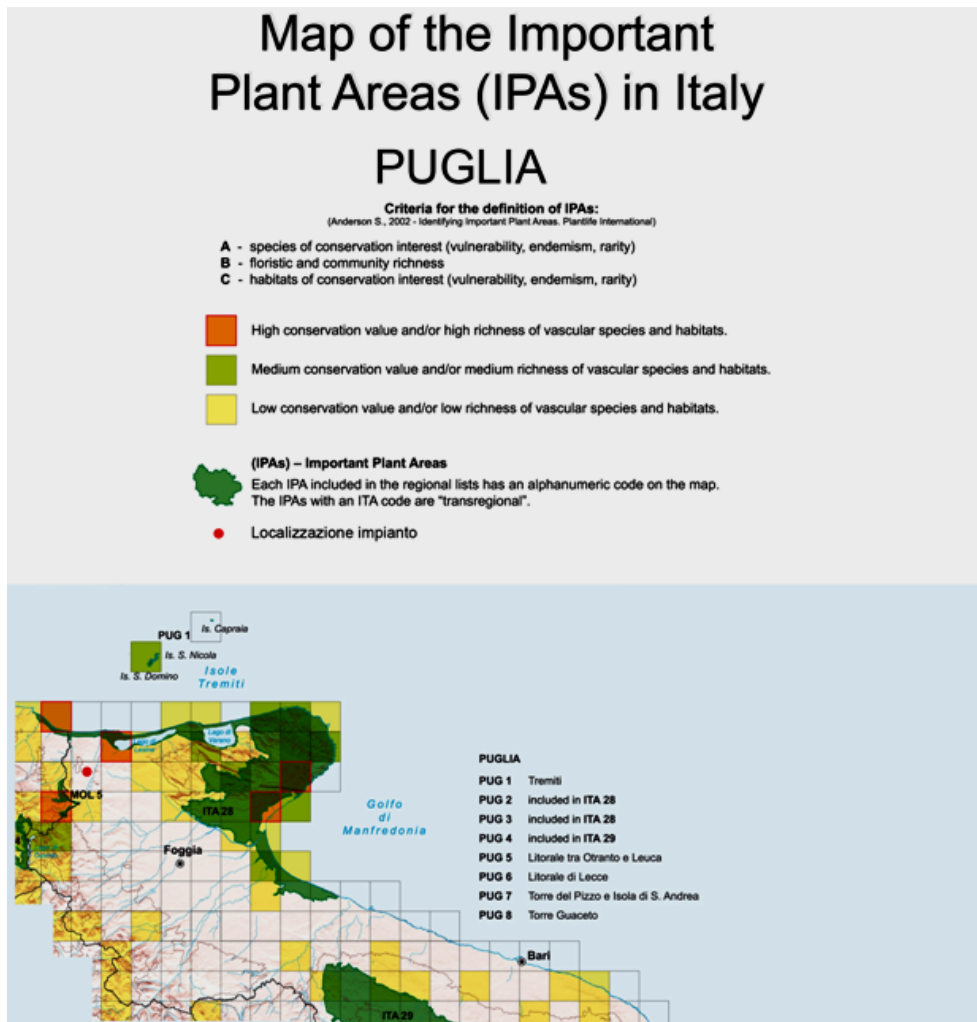 Map of the Important
Plant Areas (IPAs) in Italy
PUGLIA
Criteria for the definition of IPAs:
(Anderson S., 2002 - Identifying Important Plant Areas. Plantlife International)
A - species of conservation interest (vulnerability, endemism, rarity)
B - floristic and community richness
C - habitats of conservation interest (vulnerability, endemism, rarity)
High conservation value and/or high richness of vascular species and habitats.
Medium conservation value and/or medium richness of vascular species and habitats.
Low conservation value and/or low richness of vascular species and habitats.
(IPAs) – Important Plant Areas
Each IPA included in the regional lists has an alphanumeric code on the map.
The IPAs with an ITA code are "transregional".
Localizzazione impianto
Is. Capraia
PUG 1
Is. S. Nicola
Is. S. Domino
Isole
Tremiti
Lago di
Varano
Lago di
Lesina
MOL 5
ITA 28
Golfo
di
Manfredonia
Foggia
Bari
ITA 29
PUGLIA
PUG 1 Tremiti
PUG 2 included in ITA 28
PUG 3 included in ITA 28
PUG 4 included in ITA 29
PUG 5 Litorale tra Otranto e Leuca
PUG 6 Litorale di Lecce
PUG 7 Torre del Pizzo e Isola di S. Andrea
PUG 8 Torre Guaceto